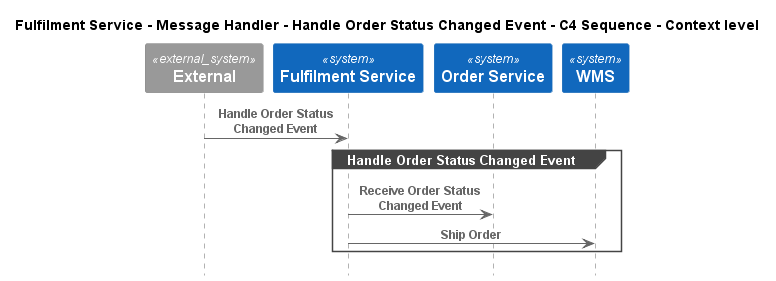 Fulfilment Service - Message Handler - Handle Order Status Changed Event - C4 Sequence - Context level
«external_system»
External
«system»
Fulfilment Service
«system»
Order Service
«system»
WMS
Handle Order Status
Changed Event
Handle Order Status Changed Event
Receive Order Status
Changed Event
Ship Order